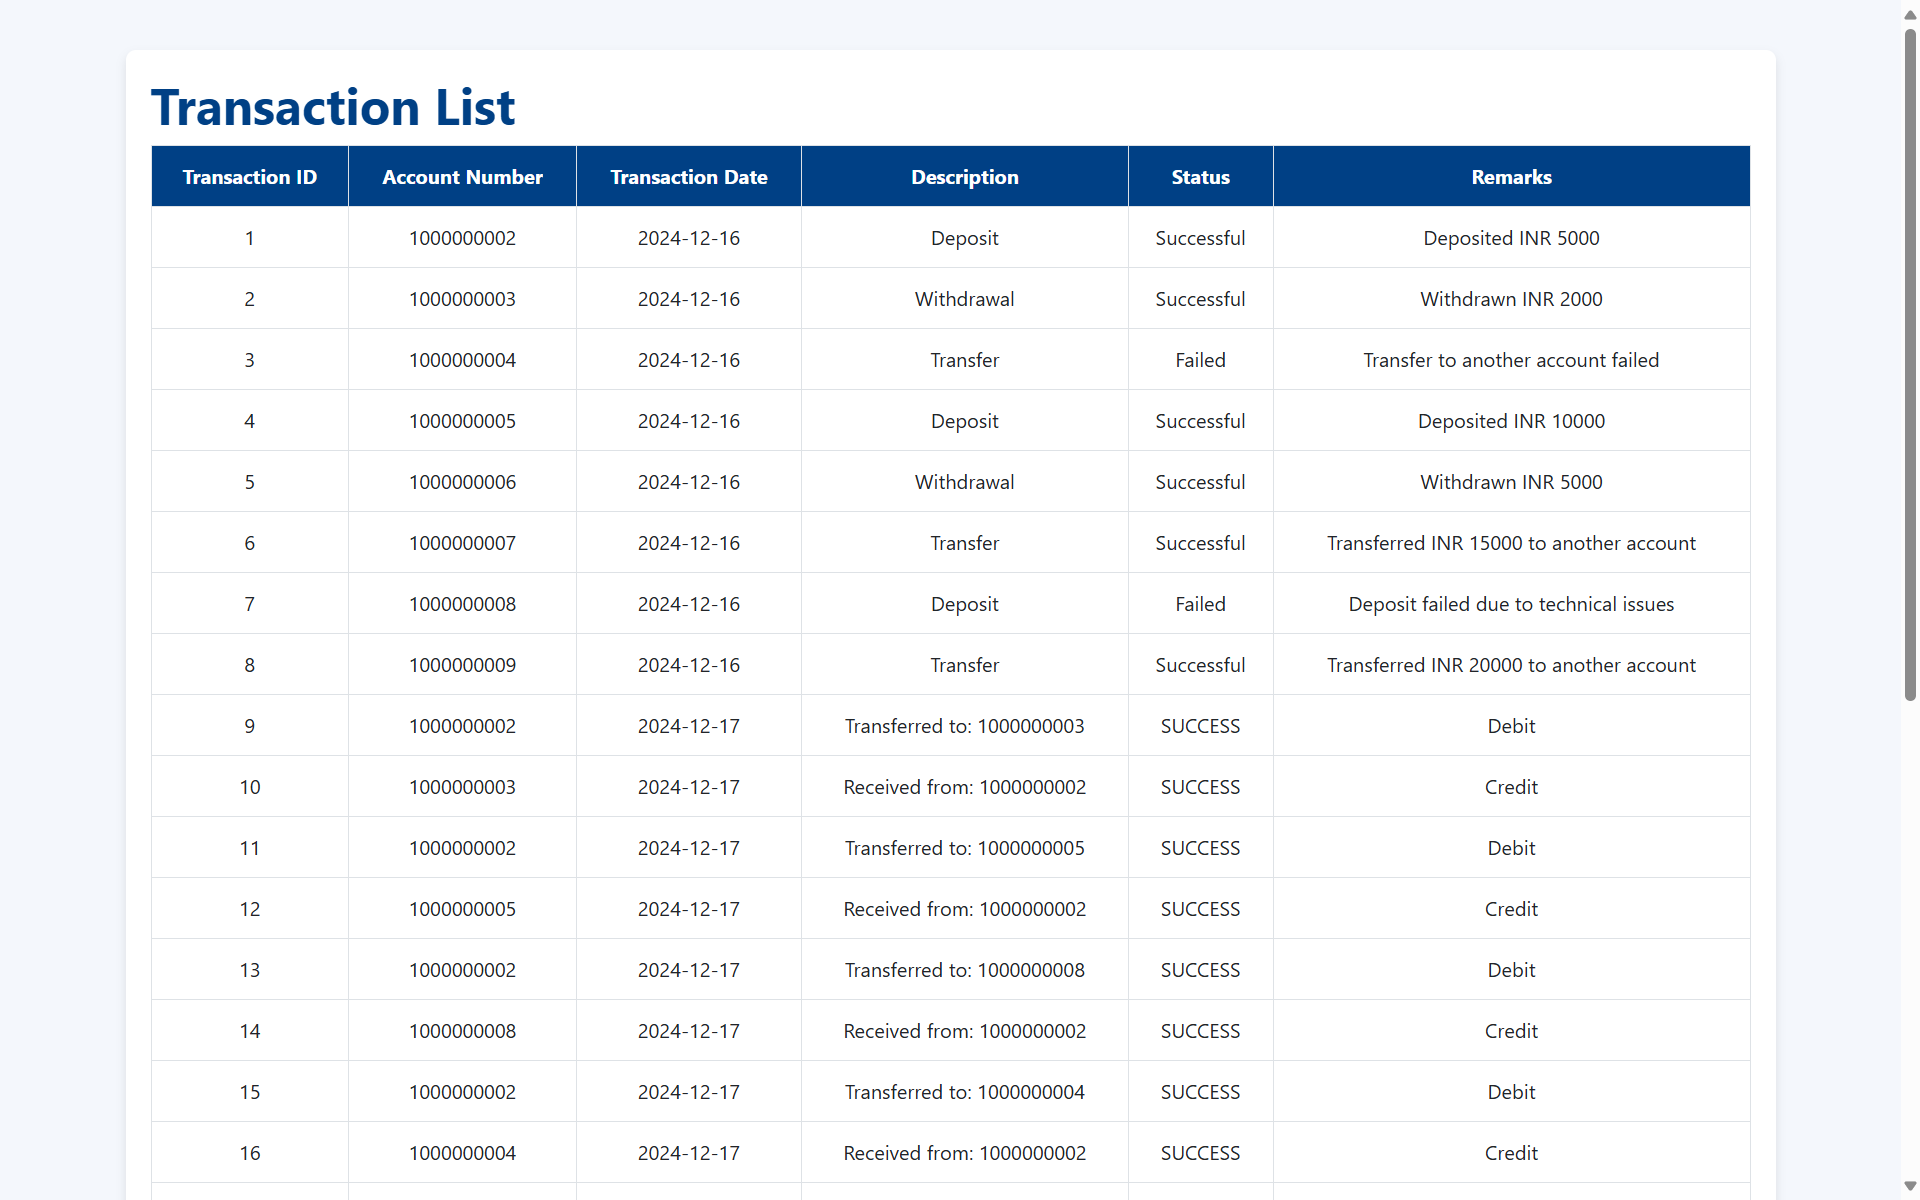 Transaction List
Transaction ID Account Number Transaction Date Description Status Remarks
1 1000000002 2024-12-16 Deposit Successful Deposited INR 5000
2 1000000003 2024-12-16 Withdrawal Successful Withdrawn INR 2000
3 1000000004 2024-12-16 Transfer Failed Transfer to another account failed
4 1000000005 2024-12-16 Deposit Successful Deposited INR 10000
5 1000000006 2024-12-16 Withdrawal Successful Withdrawn INR 5000
6 1000000007 2024-12-16 Transfer Successful Transferred INR 15000 to another account
7 1000000008 2024-12-16 Deposit Failed Deposit failed due to technical issues
8 1000000009 2024-12-16 Transfer Successful Transferred INR 20000 to another account
9 1000000002 2024-12-17 Transferred to: 1000000003 SUCCESS Debit
10 1000000003 2024-12-17 Received from: 1000000002 SUCCESS Credit
11 1000000002 2024-12-17 Transferred to: 1000000005 SUCCESS Debit
12 1000000005 2024-12-17 Received from: 1000000002 SUCCESS Credit
13 1000000002 2024-12-17 Transferred to: 1000000008 SUCCESS Debit
14 1000000008 2024-12-17 Received from: 1000000002 SUCCESS Credit
15 1000000002 2024-12-17 Transferred to: 1000000004 SUCCESS Debit
16 1000000004 2024-12-17 Received from: 1000000002 SUCCESS Credit